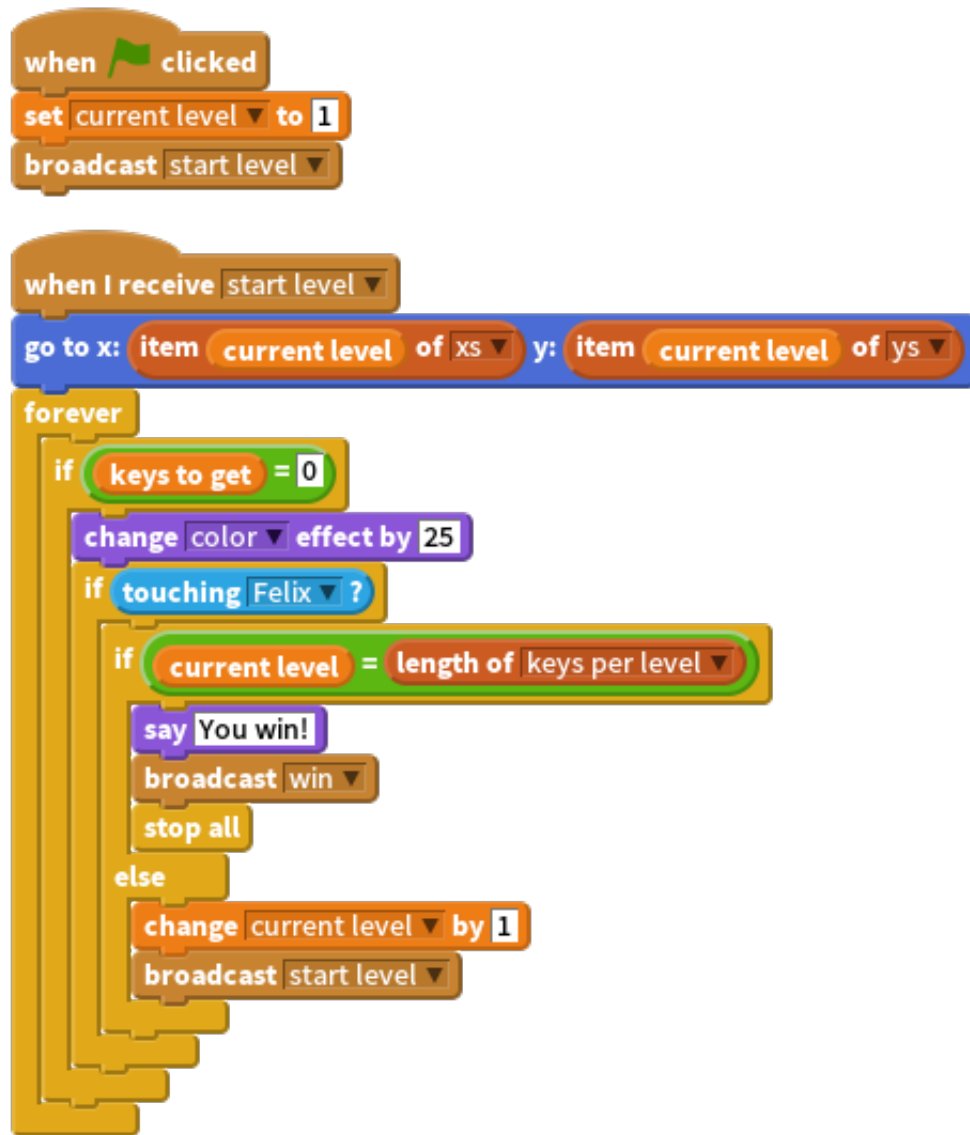 when clicked
set current level ▼ to 1
broadcast start level ▼
when I receive start level ▼
go to x: item current level of xs ▼ y: item current level of ys ▼
forever
if keys to get = 0
change color ▼ effect by 25
if touching Felix ▼ ?
if current level = length of keys per level ▼
say You win!
broadcast win ▼
stop all
else
change current level ▼ by 1
broadcast start level ▼